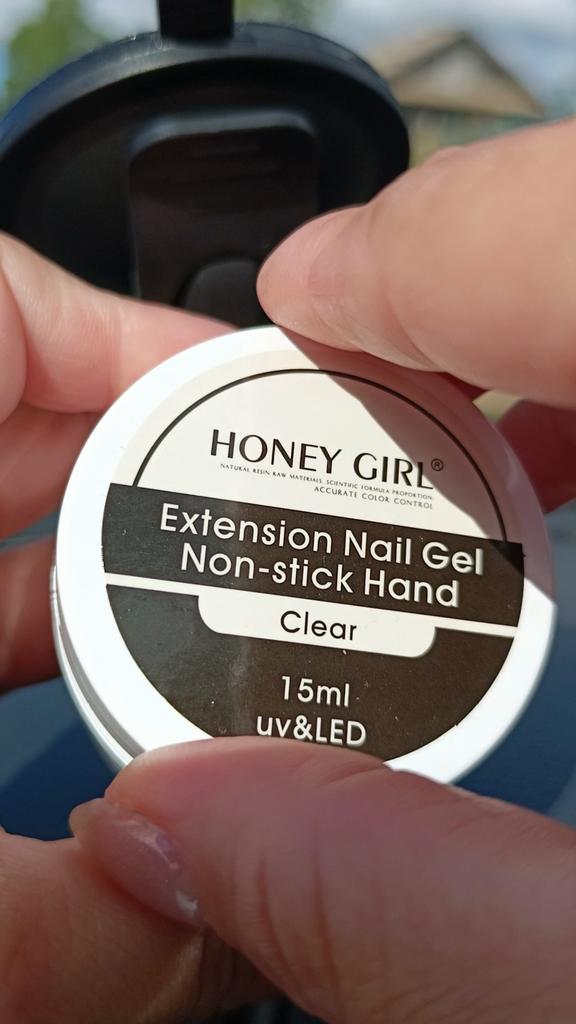 HONEY GIRL®
NATURAL RESIN RAW MATERIALS. SCIENTIFIC FORMULA PROPORTION.
ACCURATE COLOR CONTROL
Extension Nail Gel
Non-stick Hand
Clear
15ml
uv&LED